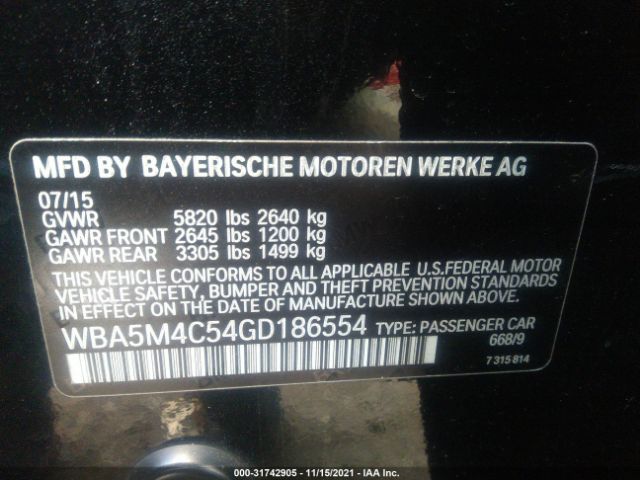 MFD BY BAYERISCHE MOTOREN WERKE AG
07/15
GVWR 5820 lbs 2640 kg
GAWR FRONT 2645 lbs 1200 kg
GAWR REAR 3305 lbs 1499 kg
THIS VEHICLE CONFORMS TO ALL APPLICABLE U.S.FEDERAL MOTOR
VEHICLE SAFETY, BUMPER AND THEFT PREVENTION STANDARDS
IN EFFECT ON THE DATE OF MANUFACTURE SHOWN ABOVE.
WBA5M4C54GD186554 TYPE: PASSENGER CAR
668/9
7 315 814
000-31742905 - 11/15/2021 - IAA Inc.